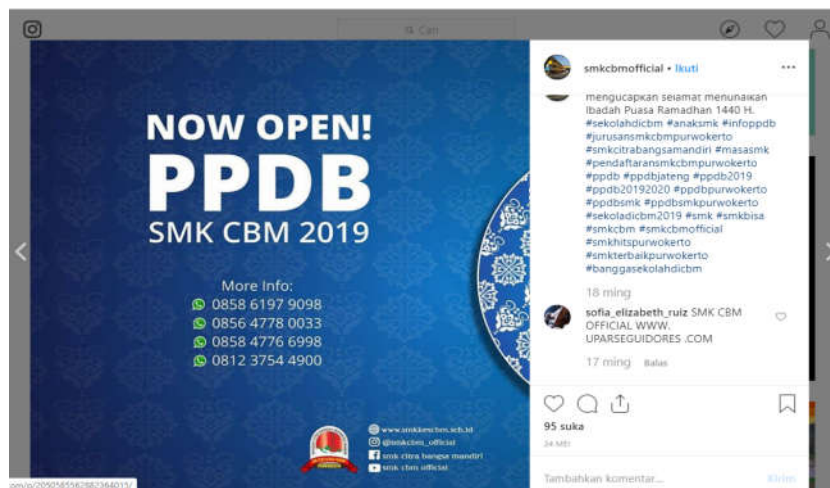 Cari
NOW OPEN!
PPDB
SMK CBM 2019
More Info:
0858 6197 9098
0856 4778 0033
0858 4776 6998
0812 3754 4900
@smkcbm_official
smk citra bangsa mandiri
smk cbm official
smkcbmofficial • Ikuti
mengucapkan selamat menunaikan
Ibadah Puasa Ramadhan 1440 H.
#sekolahdicbm #anaksmk #infoppdb
#jurusansmkcbmpurwokerto
#smkcitrabangsamandiri #masasmk
#pendaftaransmkcbmpurwokerto
#ppdb #ppdbjateng #ppdb2019
#ppdb20192020 #ppdbpurwokerto
#ppdbsmk #ppdbsmkpurwokerto
#sekoladicbm2019 #smk #smkbisa
#smkcbm #smkcbmofficial
#smkhitspurwokerto
#smkterbaikpurwokerto
#banggasekolahdicbm
18 ming
sofia_elizabeth_ruiz SMK CBM
OFFICIAL WWW.
UPARSEGUIDORES .COM
17 ming Balas
95 suka
24 MEI
Tambahkan komentar... Kirim